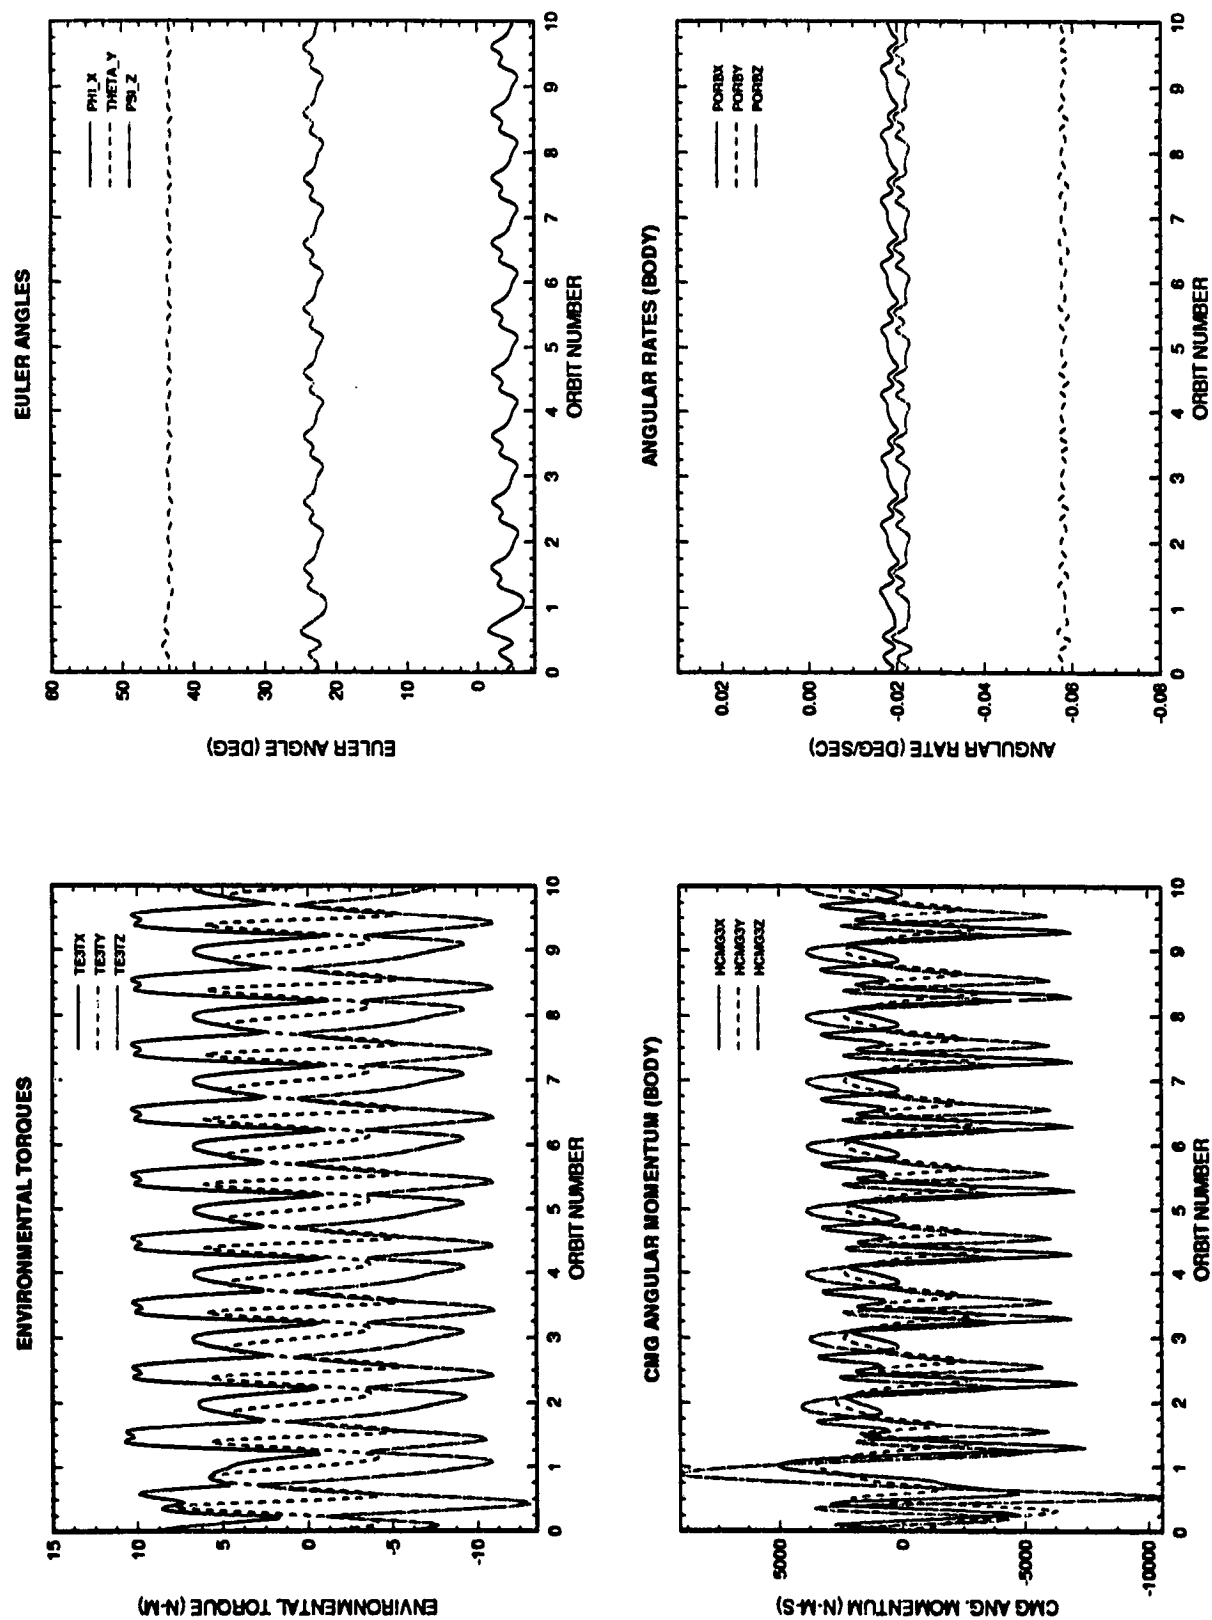 ENVIRONMENTAL TORQUES
ENVIRONMENTAL TORQUE (N-M)
15
10
5
0
-5
-10
TE3TX
TE3TY
TE3TZ
0 1 2 3 4 5 6 7 8 9 10
ORBIT NUMBER
EULER ANGLES
EULER ANGLE (DEG)
60
50
40
30
20
10
0
PHI_X
THETA_Y
PSI_Z
0 1 2 3 4 5 6 7 8 9 10
ORBIT NUMBER
CMG ANGULAR MOMENTUM (BODY)
CMG ANG. MOMENTUM (N-M-S)
5000
0
-5000
-10000
HCMG3X
HCMG3Y
HCMG3Z
0 1 2 3 4 5 6 7 8 9 10
ORBIT NUMBER
ANGULAR RATES (BODY)
ANGULAR RATE (DEG/SEC)
0.02
0.00
-0.02
-0.04
-0.06
-0.08
PORBX
PORBY
PORBZ
0 1 2 3 4 5 6 7 8 9 10
ORBIT NUMBER